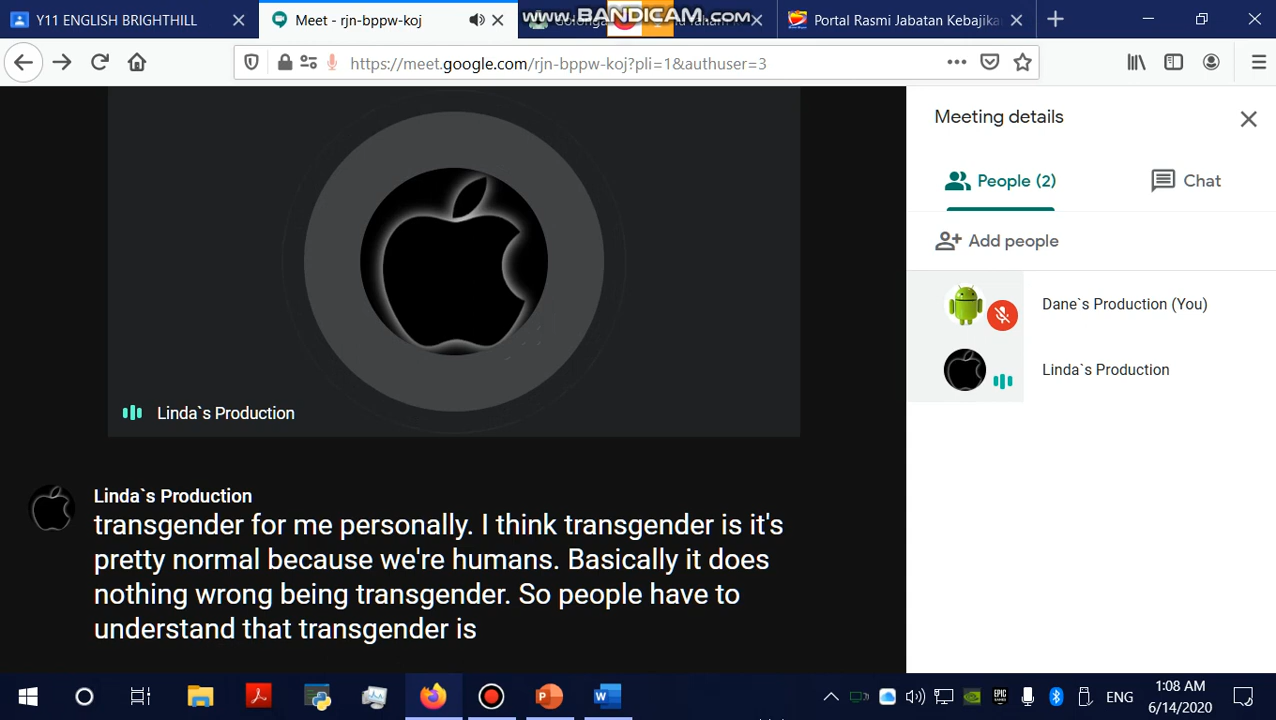 Y11 ENGLISH BRIGHTHILL
Meet - rjn-bppw-koj
www.BANDICAM.com
Portal Rasmi Jabatan Kebajika
https://meet.google.com/rjn-bppw-koj?pli=1&authuser=3
Meeting details
People (2)
Chat
Add people
Dane`s Production (You)
Linda`s Production
Linda`s Production
Linda`s Production
transgender for me personally. I think transgender is it's
pretty normal because we're humans. Basically it does
nothing wrong being transgender. So people have to
understand that transgender is
ENG
1:08 AM
6/14/2020